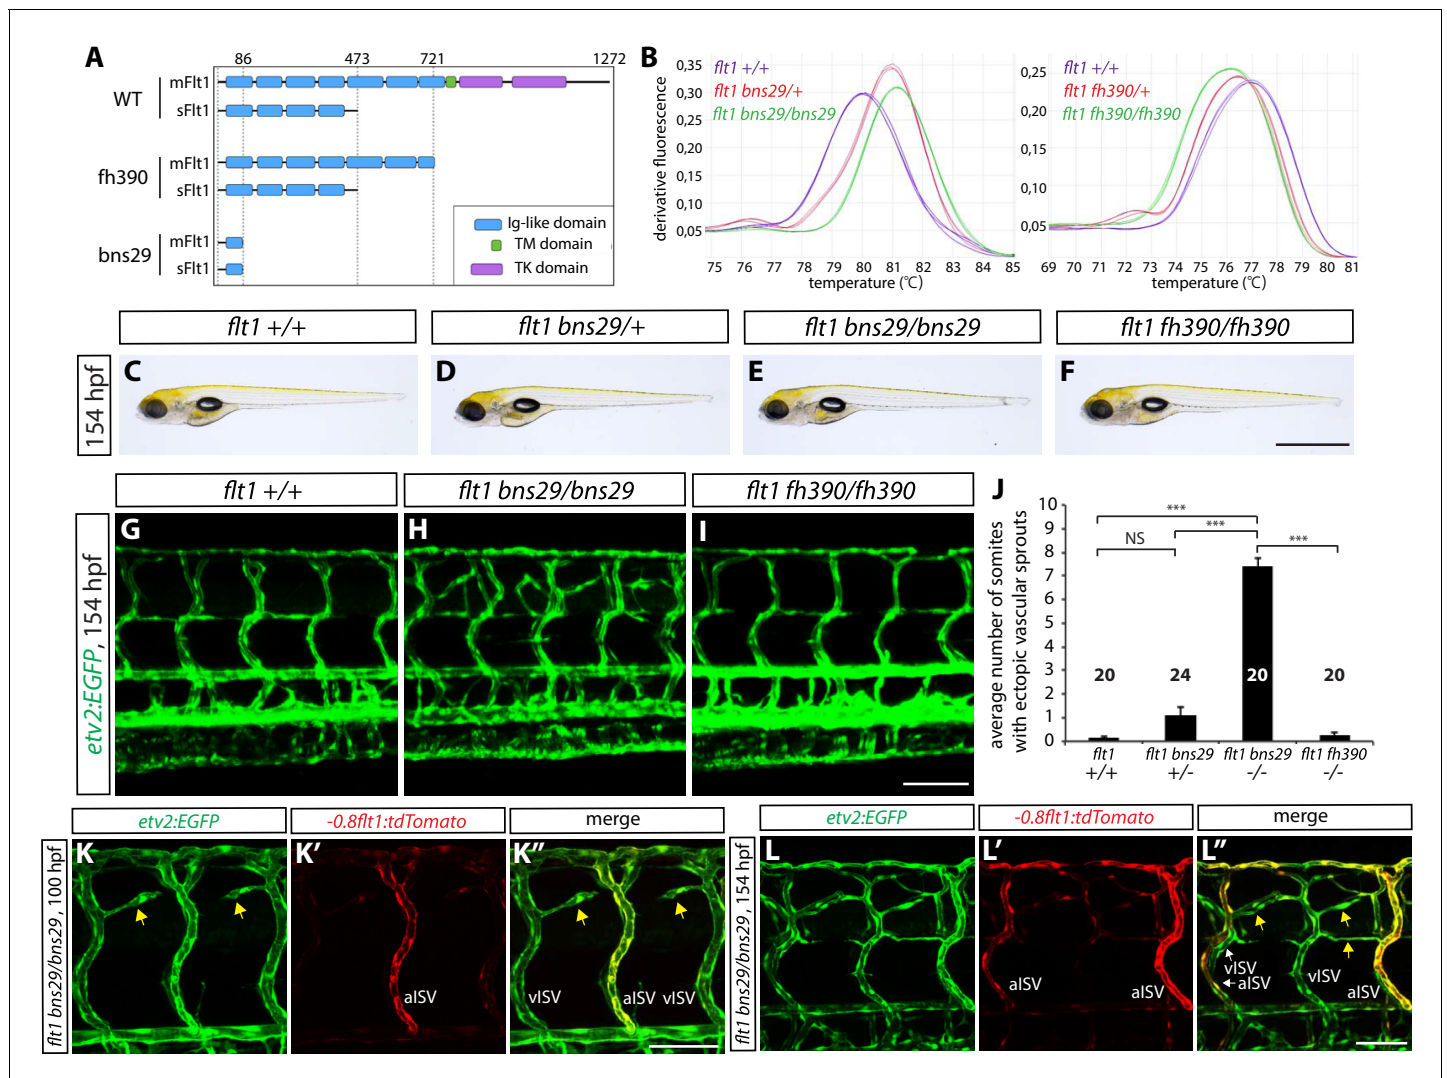 A
86 473 721 1272
WT
mFlt1
sFlt1
fh390
mFlt1
sFlt1
bns29
mFlt1
sFlt1
Ig-like domain
TM domain
TK domain
B
derivative fluorescence
0,35
0,30
0,25
0,20
0,15
0,10
0,05
flt1 +/+
flt1 bns29/+
flt1 bns29/bns29
75 76 77 78 79 80 81 82 83 84 85
temperature (°C)
0,25
0,20
0,15
0,10
0,05
flt1 +/+
flt1 fh390/+
flt1 fh390/fh390
69 70 71 72 73 74 75 76 77 78 79 80 81
temperature (°C)
flt1 +/+
flt1 bns29/+
flt1 bns29/bns29
flt1 fh390/fh390
154 hpf
C
D
E
F
flt1 +/+
flt1 bns29/bns29
flt1 fh390/fh390
etv2:EGFP, 154 hpf
G
H
I
J
average number of somites
with ectopic vascular sprouts
10
9
8
7
6
5
4
3
2
1
0
***
***
NS
***
20 24 20 20
flt1 +/+
flt1 bns29 +/-
flt1 bns29 -/-
flt1 fh390 -/-
flt1 bns29/bns29, 100 hpf
etv2:EGFP
-0.8flt1:tdTomato
merge
K
K′
aISV
K″
vISV
aISV
vISV
flt1 bns29/bns29, 154 hpf
etv2:EGFP
-0.8flt1:tdTomato
merge
L
L′
aISV
aISV
L″
vISV
aISV
vISV
aISV